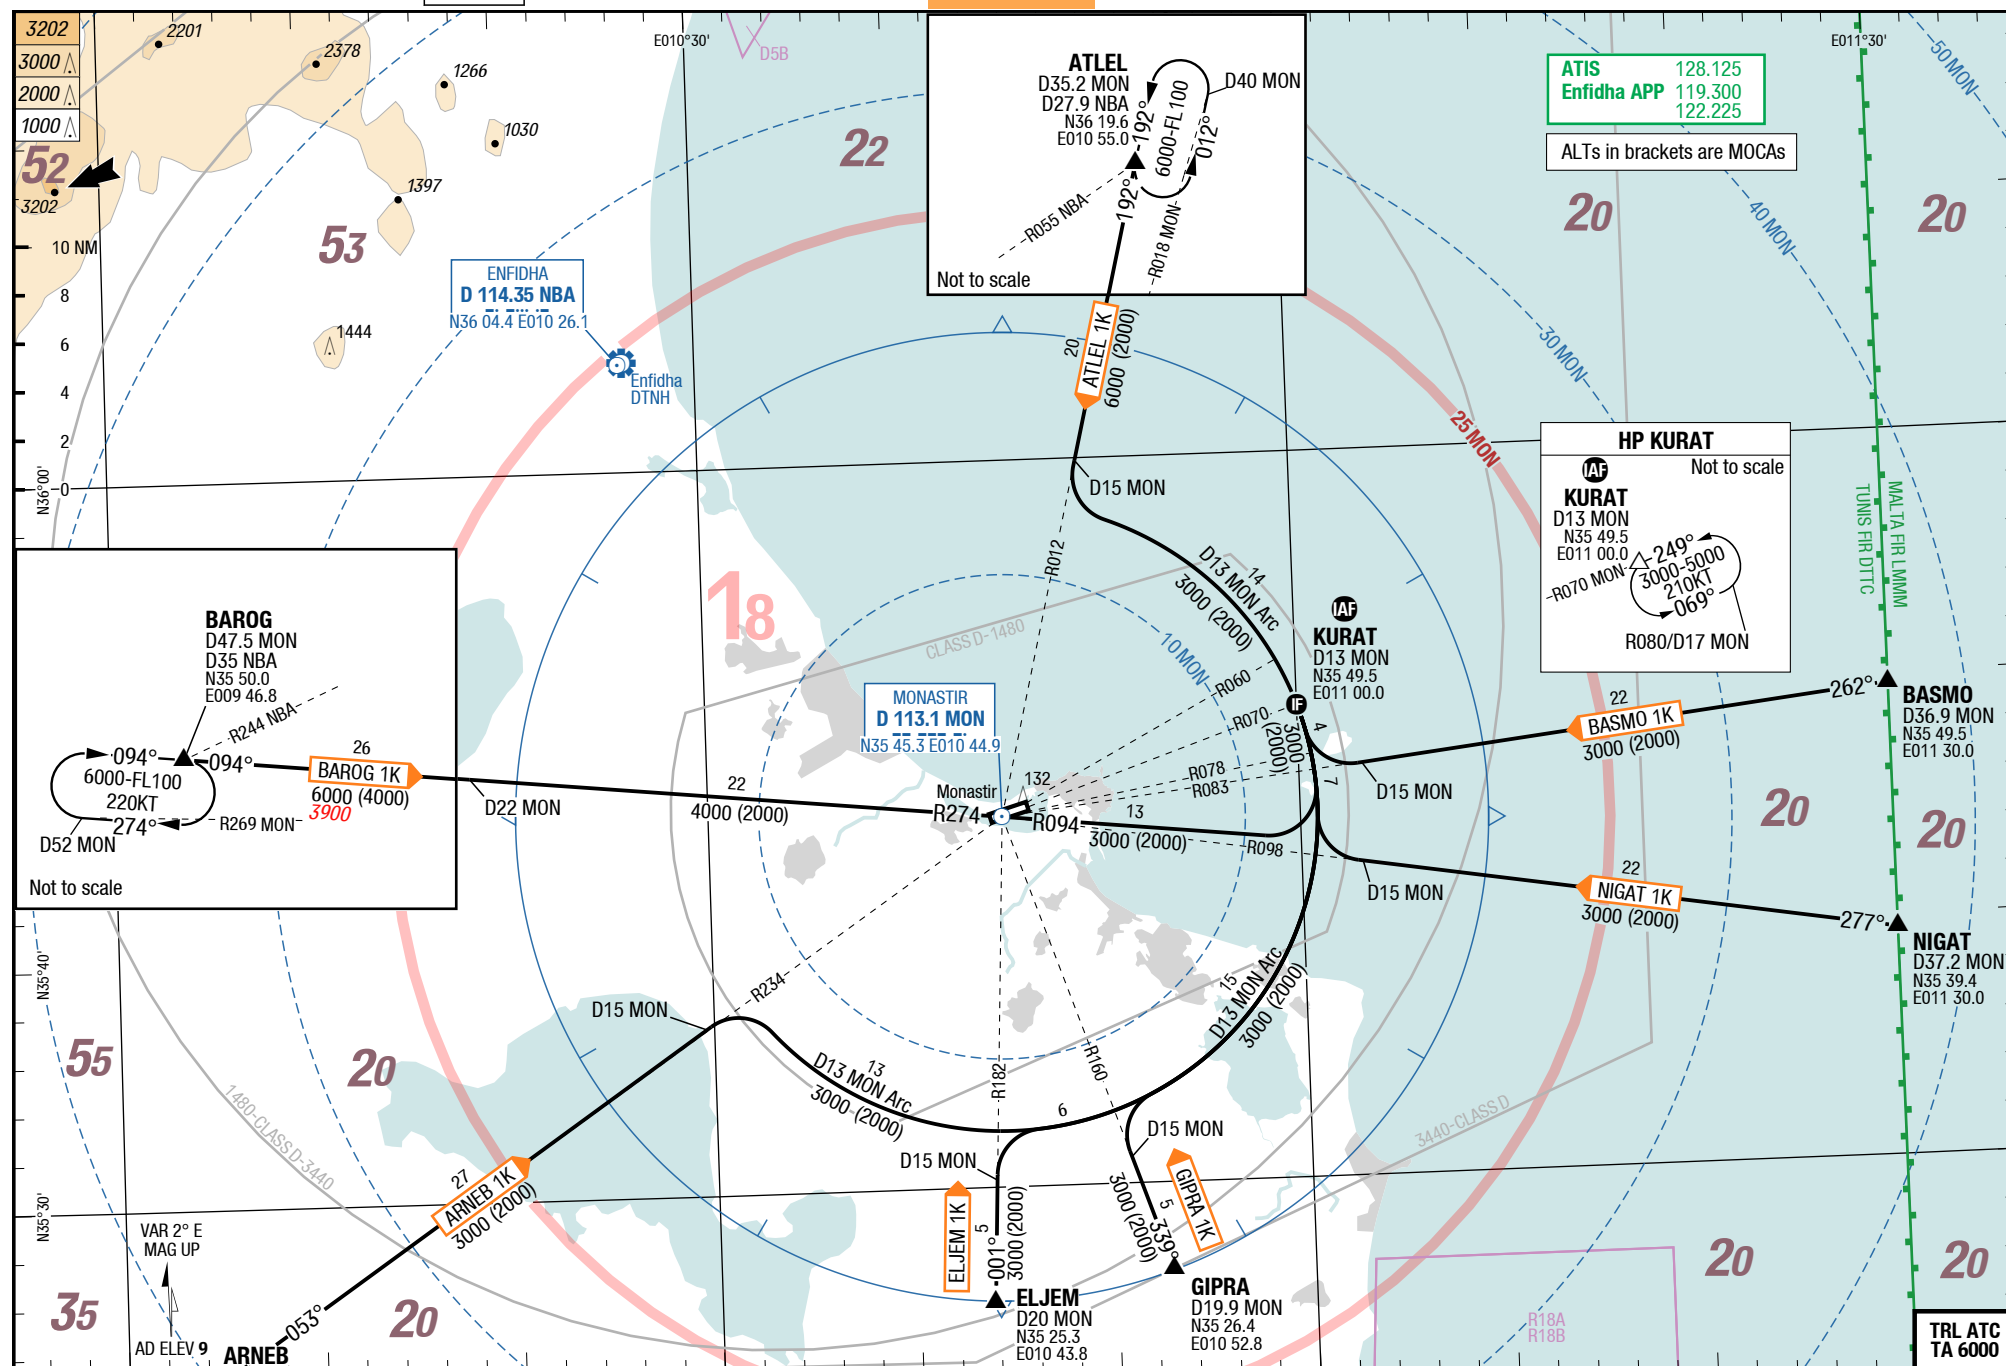 3202
3000
2000
1000
2201
2378
1266
1030
1397
52
3202
53
1444
10 NM
8
6
4
2
0
N36°00'
E010°30'
D5B
22
ENFIDHA
D 114.35 NBA
N36 04.4 E010 26.1
Enfidha
DTNH
ATLEL
D35.2 MON
D27.9 NBA
N36 19.6
E010 55.0
192°
6000-FL100
012°
D40 MON
192°
R055 NBA
R018 MON
Not to scale
ATLEL 1K
20
6000 (2000)
D15 MON
R012
ATIS 128.125
Enfidha APP 119.300
122.225
ALTs in brackets are MOCAs
E011°30'
50 MON
40 MON
30 MON
25 MON
10 MON
20
20
HP KURAT
Not to scale
IAF
KURAT
D13 MON
N35 49.5
E011 00.0
249°
3000-5000
210KT
069°
R070 MON
R080/D17 MON
TUNIS FIR DTTC
MALTA FIR LMMM
BAROG
D47.5 MON
D35 NBA
N35 50.0
E009 46.8
R244 NBA
094°
094°
6000-FL100
220KT
274°
R269 MON
D52 MON
Not to scale
26
BAROG 1K
6000 (4000)
3900
D22 MON
22
4000 (2000)
18
CLASS D-1480
MONASTIR
D 113.1 MON
N35 45.3 E010 44.9
Monastir
132
R274
R094
13
3000 (2000)
R098
R083
R078
R070
R060
14
D13 MON Arc
3000 (2000)
IAF
KURAT
D13 MON
N35 49.5
E011 00.0
IF
4
3000
(2000)
7
D15 MON
22
BASMO 1K
3000 (2000)
262°
BASMO
D36.9 MON
N35 49.5
E011 30.0
20
20
D15 MON
22
NIGAT 1K
3000 (2000)
277°
NIGAT
D37.2 MON
N35 39.4
E011 30.0
N35°40'
R234
D15 MON
55
20
13
D13 MON Arc
3000 (2000)
R182
R160
6
15
D13 MON Arc
3000 (2000)
1480-CLASS D-3440
3440-CLASS D
D15 MON
D15 MON
27
ARNEB 1K
3000 (2000)
053°
ARNEB
N35°30'
VAR 2° E
MAG UP
AD ELEV 9
35
20
ELJEM 1K
5
001°
3000 (2000)
ELJEM
D20 MON
N35 25.3
E010 43.8
GIPRA 1K
5
339°
3000 (2000)
GIPRA
D19.9 MON
N35 26.4
E010 52.8
R18A
R18B
20
20
TRL ATC
TA 6000